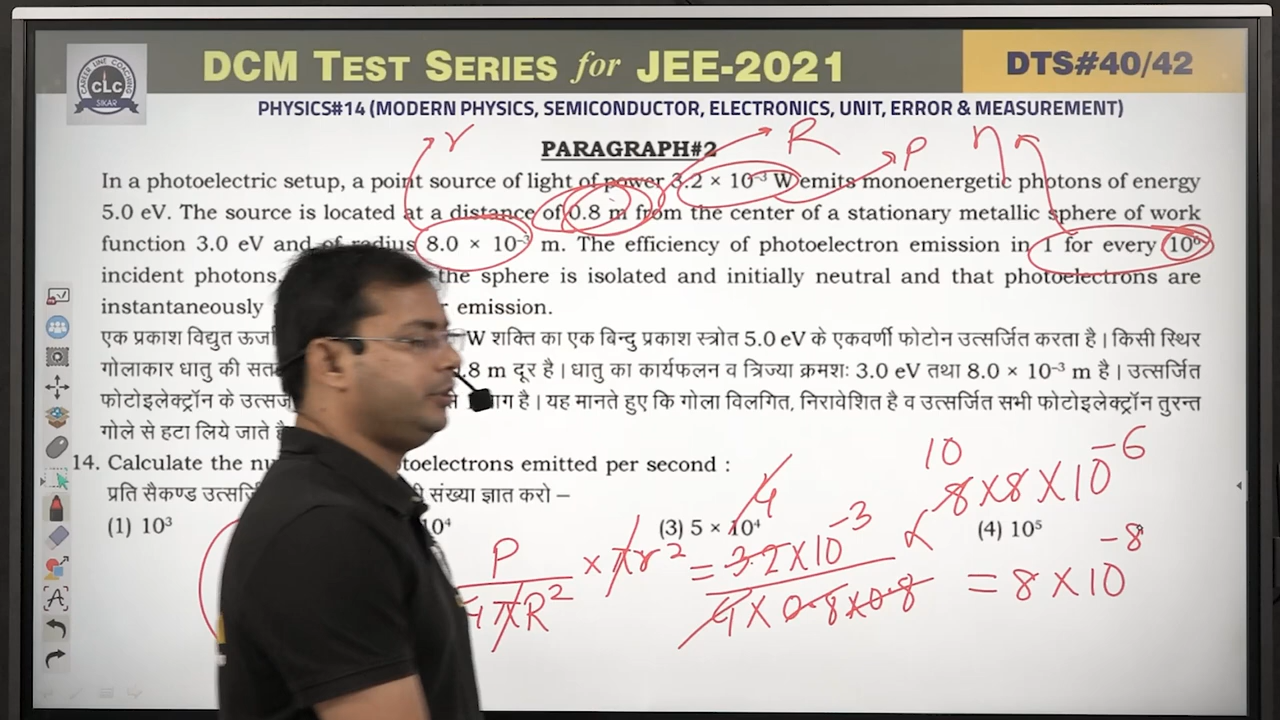 CAREER LINE COACHING
CLC
SIKAR
DCM TEST SERIES for JEE-2021
DTS#40/42
PHYSICS#14 (MODERN PHYSICS, SEMICONDUCTOR, ELECTRONICS, UNIT, ERROR & MEASUREMENT)
r R P η
PARAGRAPH#2
In a photoelectric setup, a point source of light of power 3.2 × 10⁻³ W emits monoenergetic photons of energy
5.0 eV. The source is located at a distance of 0.8 m from the center of a stationary metallic sphere of work
function 3.0 eV and of radius 8.0 × 10⁻³ m. The efficiency of photoelectron emission in 1 for every 10⁶
incident photons. the sphere is isolated and initially neutral and that photoelectrons are
instantaneously emission.
एक प्रकाश विद्युत W शक्ति का एक बिन्दु प्रकाश स्त्रोत 5.0 eV के एकवर्णी फोटोन उत्सर्जित करता है। किसी स्थिर
गोलाकार धातु की .8 m दूर है। धातु का कार्यफलन व त्रिज्या क्रमशः 3.0 eV तथा 8.0 × 10⁻³ m है। उत्सर्जित
फोटोइलेक्ट्रॉन के है। यह मानते हुए कि गोला विलगित, निरावेशित है व उत्सर्जित सभी फोटोइलेक्ट्रॉन तुरन्त
गोले से हटा लिये जाते
14. Calculate the toelectrons emitted per second :
प्रति सैकण्ड संख्या ज्ञात करो –
(1) 10³ 10⁴ (3) 5 × 10⁴ (4) 10⁵
P/4πR² × πr² = 3.2×10⁻³/4×0.8×0.8 × 8×8×10⁻⁶
4 10
= 8×10⁻⁸